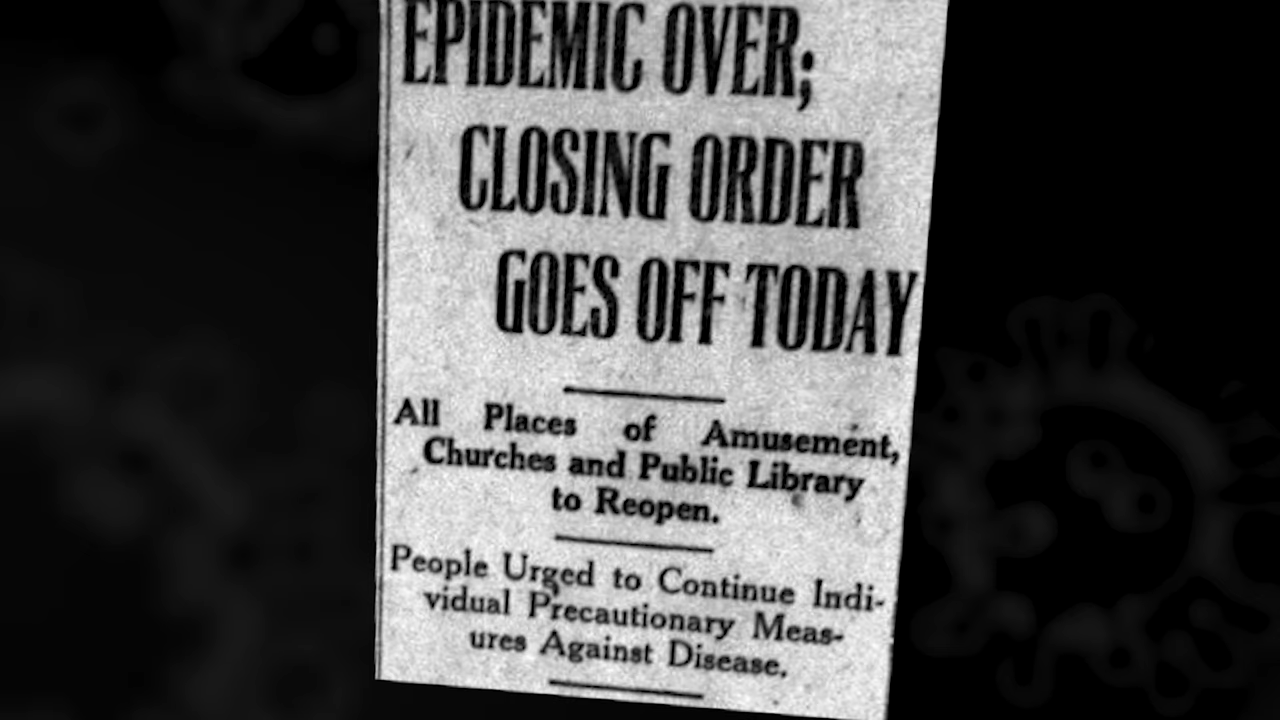 EPIDEMIC OVER;
CLOSING ORDER
GOES OFF TODAY
All Places of Amusement,
Churches and Public Library
to Reopen.
People Urged to Continue Indi-
vidual Precautionary Meas-
ures Against Disease.